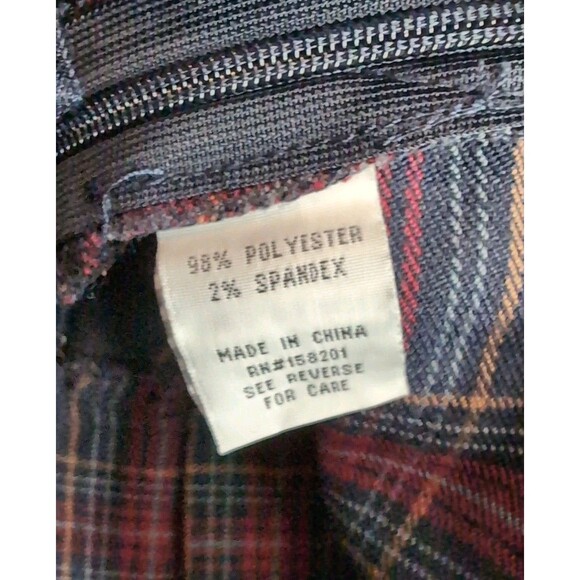 98% POLYESTER
2% SPANDEX
MADE IN CHINA
RN#158201
SEE REVERSE
FOR CARE